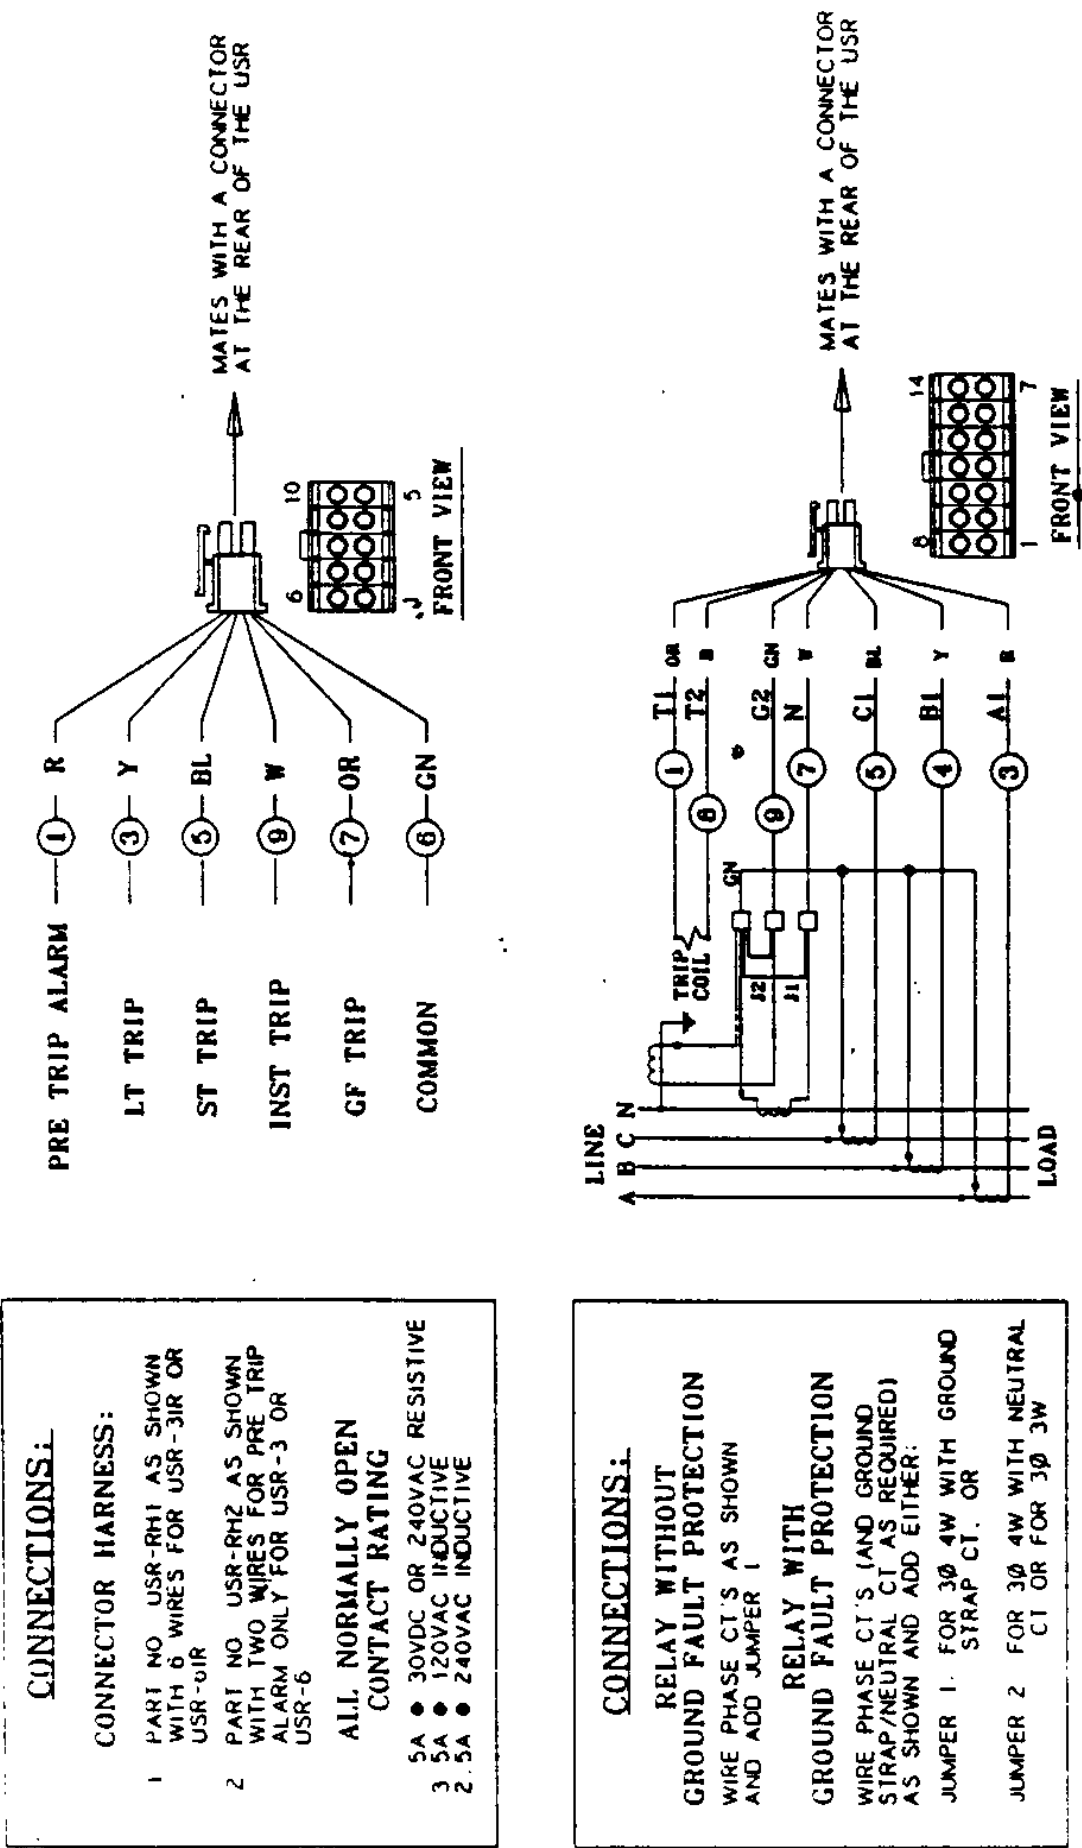 CONNECTIONS:
CONNECTOR HARNESS:
1 PART NO USR-RH1 AS SHOWN
WITH 6 WIRES FOR USR-3IR OR
USR-6IR
2 PART NO USR-RH2 AS SHOWN
WITH TWO WIRES FOR PRE TRIP
ALARM ONLY FOR USR-3 OR
USR-6
ALL NORMALLY OPEN
CONTACT RATING
5A ● 30VDC OR 240VAC RESISTIVE
3 5A ● 120VAC INDUCTIVE
2.5A ● 240VAC INDUCTIVE
PRE TRIP ALARM 1 R
LT TRIP 3 Y
ST TRIP 5 BL
INST TRIP 9 W
GF TRIP 7 OR
COMMON 6 GN
MATES WITH A CONNECTOR
AT THE REAR OF THE USR
6 10
5
FRONT VIEW
CONNECTIONS:
RELAY WITHOUT
GROUND FAULT PROTECTION
WIRE PHASE CT'S AS SHOWN
AND ADD JUMPER 1
RELAY WITH
GROUND FAULT PROTECTION
WIRE PHASE CT'S (AND GROUND
STRAP/NEUTRAL CT AS REQUIRED)
AS SHOWN AND ADD EITHER:
JUMPER 1. FOR 3Ø 4W WITH GROUND
STRAP CT. OR
JUMPER 2 FOR 3Ø 4W WITH NEUTRAL
CT OR FOR 3Ø 3W
LINE
A B C N
LOAD
TRIP
COIL
J2
J1
GN
1 T1 OR
8 T2 B
9 G2 GN
7 N W
5 C1 BL
4 B1 Y
3 A1 R
MATES WITH A CONNECTOR
AT THE REAR OF THE USR
8 14
1 7
FRONT VIEW